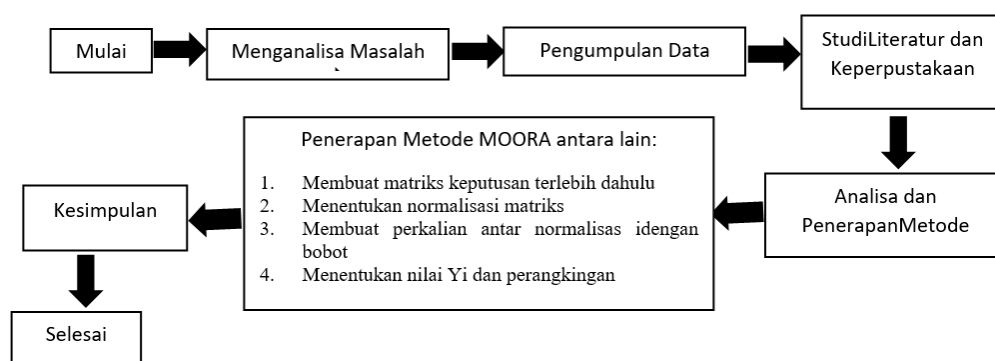 Mulai
Menganalisa Masalah
Pengumpulan Data
StudiLiteratur dan
Keperpustakaan
Analisa dan
PenerapanMetode
Penerapan Metode MOORA antara lain:
1. Membuat matriks keputusan terlebih dahulu
2. Menentukan normalisasi matriks
3. Membuat perkalian antar normalisas idengan
bobot
4. Menentukan nilai Yi dan perangkingan
Kesimpulan
Selesai